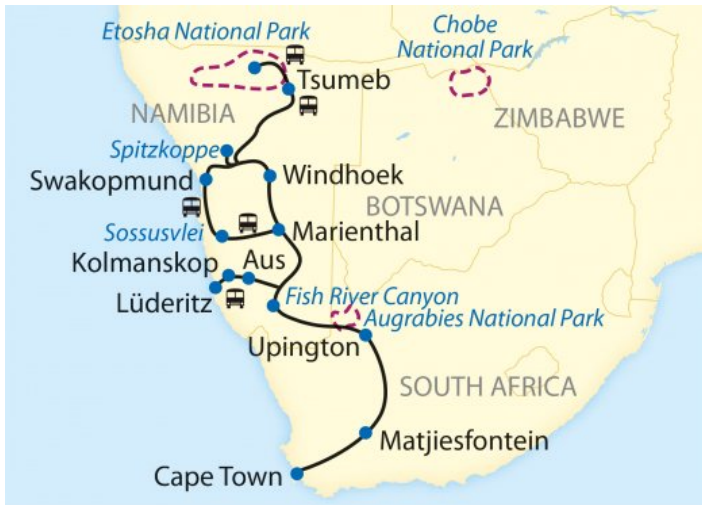 Etosha National Park
Chobe
National Park
Tsumeb
NAMIBIA
ZIMBABWE
Spitzkoppe
Swakopmund
Windhoek
BOTSWANA
Sossusvlei
Marienthal
Kolmanskop
Aus
Lüderitz
Fish River Canyon
Augrabies National Park
Upington
SOUTH AFRICA
Matjiesfontein
Cape Town